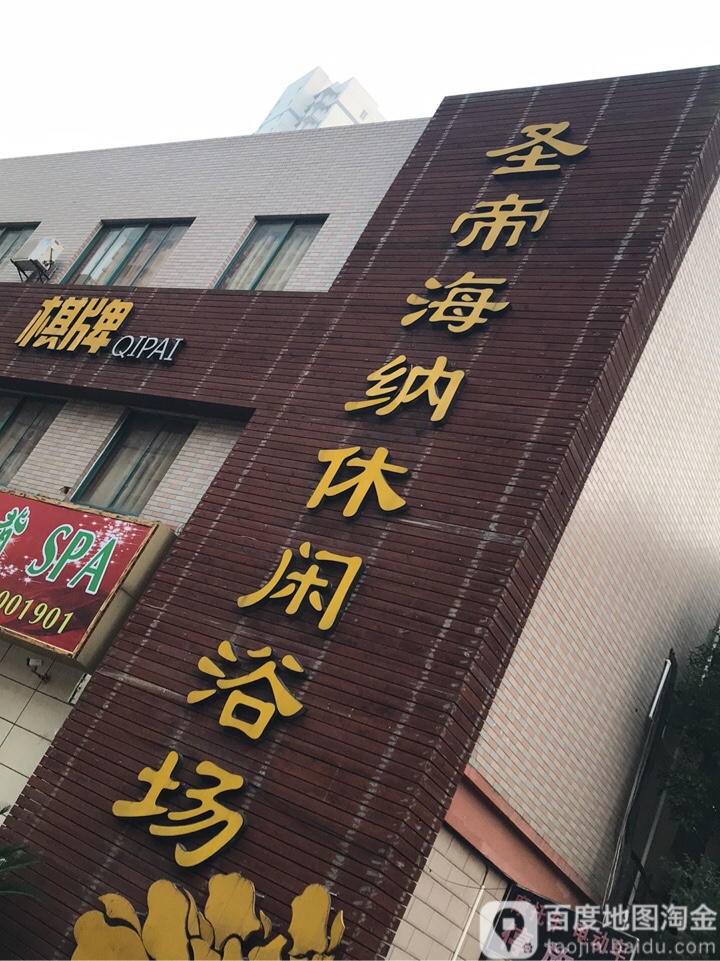 圣帝海纳休闲浴场
棋牌 QIPAI
SPA
001901
百度地图淘金
taojin.baidu.com